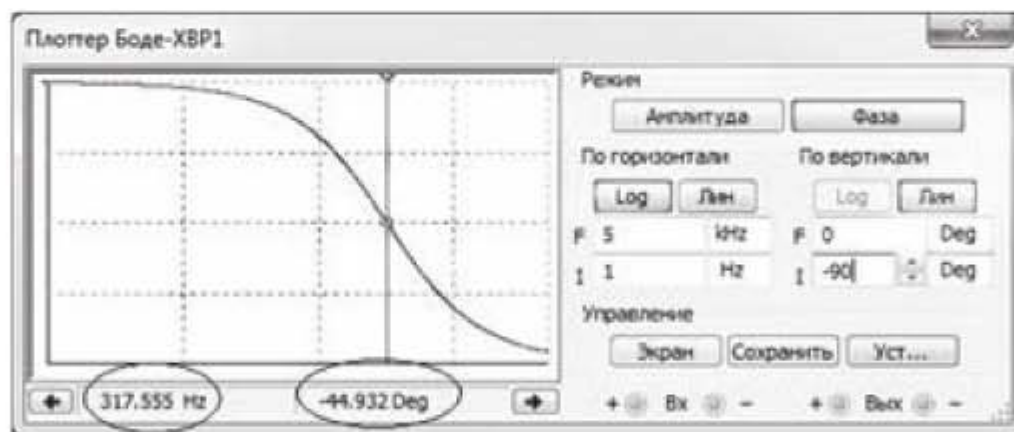 Плоттер Боде-XBP1
x
Режим
Амплитуда Фаза
По горизонтали По вертикали
Log Лин Log Лин
F 5 kHz F 0 Deg
I 1 Hz I -90 Deg
Управление
Экран Сохранить Уст...
317.555 Hz -44.932 Deg
+ Вх - + Вых -